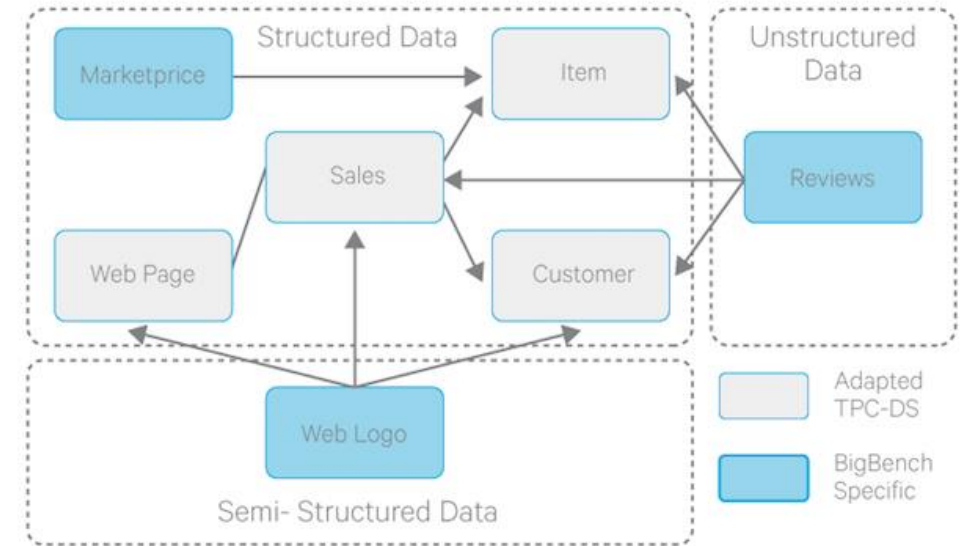 Structured Data
Unstructured
Data
Marketprice
Item
Sales
Reviews
Web Page
Customer
Web Logo
Semi- Structured Data
Adapted
TPC-DS
BigBench
Specific